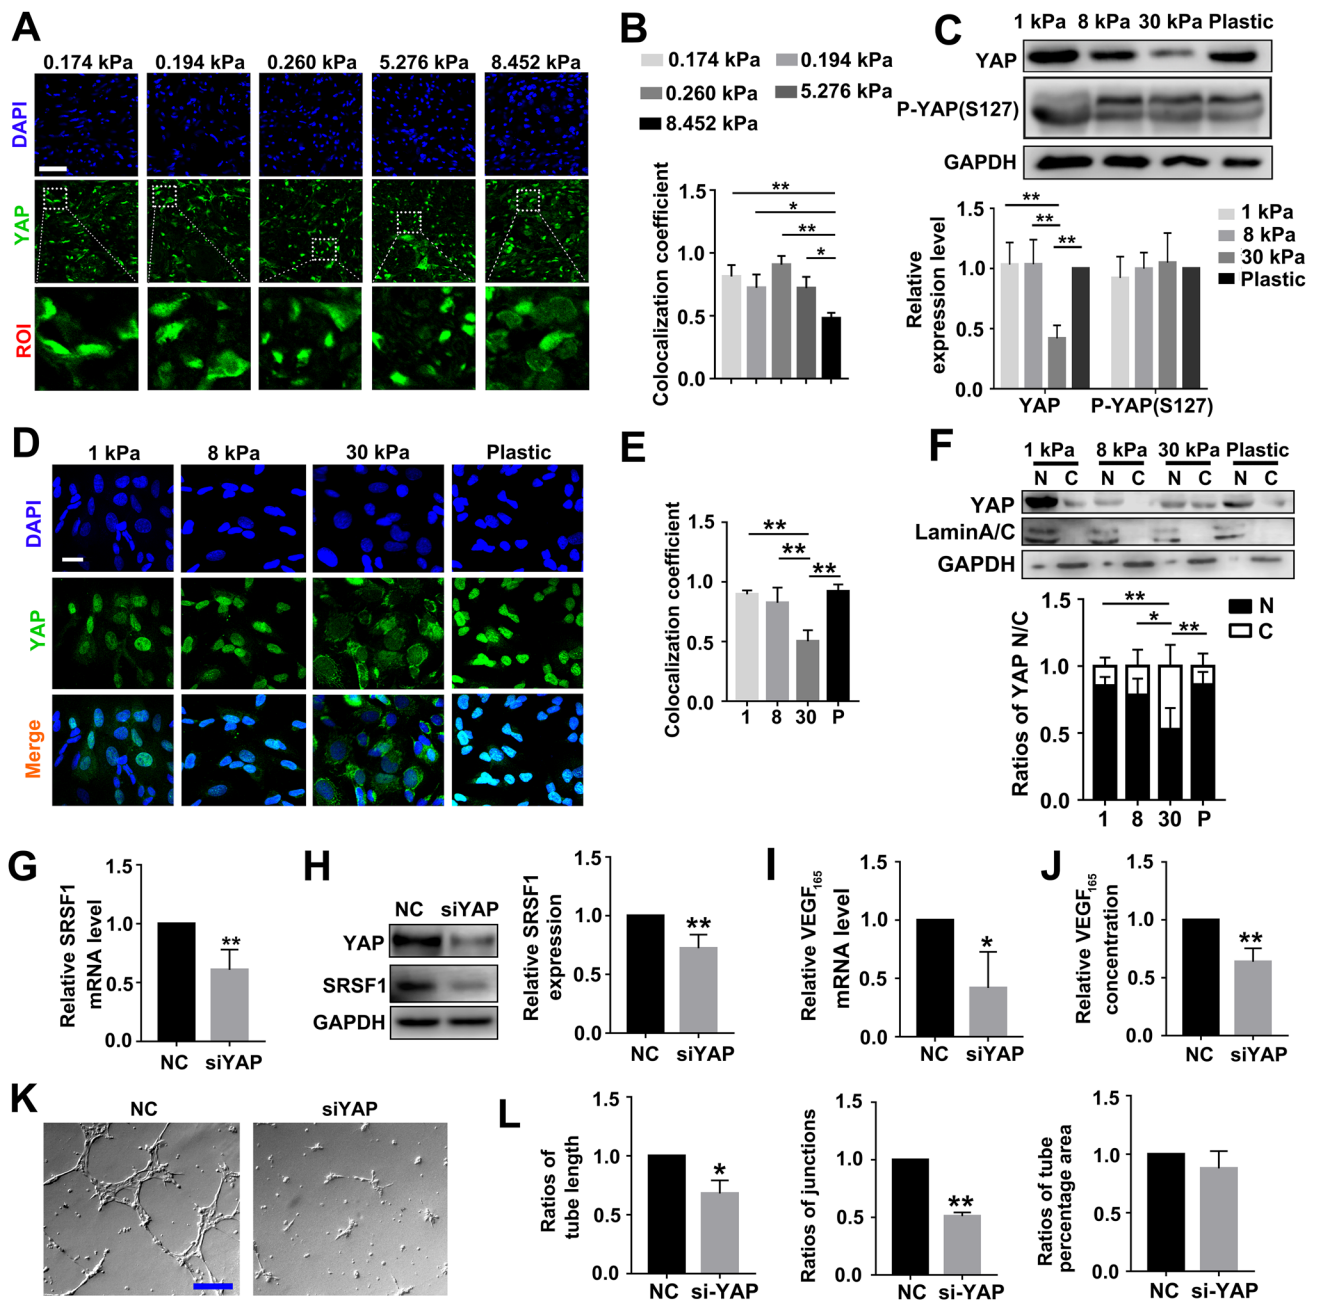 A
0.174 kPa 0.194 kPa 0.260 kPa 5.276 kPa 8.452 kPa
DAPI
YAP
ROI
B
0.174 kPa 0.194 kPa
0.260 kPa 5.276 kPa
8.452 kPa
Colocalization coefficient
1.5
1.0
0.5
0.0
**
*
**
*
C
1 kPa 8 kPa 30 kPa Plastic
YAP
P-YAP(S127)
GAPDH
Relative
expression level
1.5
1.0
0.5
0.0
**
**
**
YAP P-YAP(S127)
1 kPa
8 kPa
30 kPa
Plastic
D
1 kPa 8 kPa 30 kPa Plastic
DAPI
YAP
Merge
E
Colocalization coefficient
1.5
1.0
0.5
0.0
**
**
**
1 8 30 P
F
1 kPa 8 kPa 30 kPa Plastic
N C N C N C N C
YAP
LaminA/C
GAPDH
Ratios of YAP N/C
1.5
1.0
0.5
0.0
**
*
**
N
C
1 8 30 P
G
Relative SRSF1
mRNA level
1.5
1.0
0.5
0.0
**
NC siYAP
H
NC siYAP
YAP
SRSF1
GAPDH
Relative SRSF1
expression
1.5
1.0
0.5
0.0
**
NC siYAP
I
Relative VEGF165
mRNA level
1.5
1.0
0.5
0.0
*
NC siYAP
J
Relative VEGF165
concentration
1.5
1.0
0.5
0.0
**
NC siYAP
K
NC siYAP
L
Ratios of
tube length
1.5
1.0
0.5
0.0
*
NC si-YAP
Ratios of junctions
1.5
1.0
0.5
0.0
**
NC si-YAP
Ratios of tube
percentage area
1.5
1.0
0.5
0.0
NC si-YAP